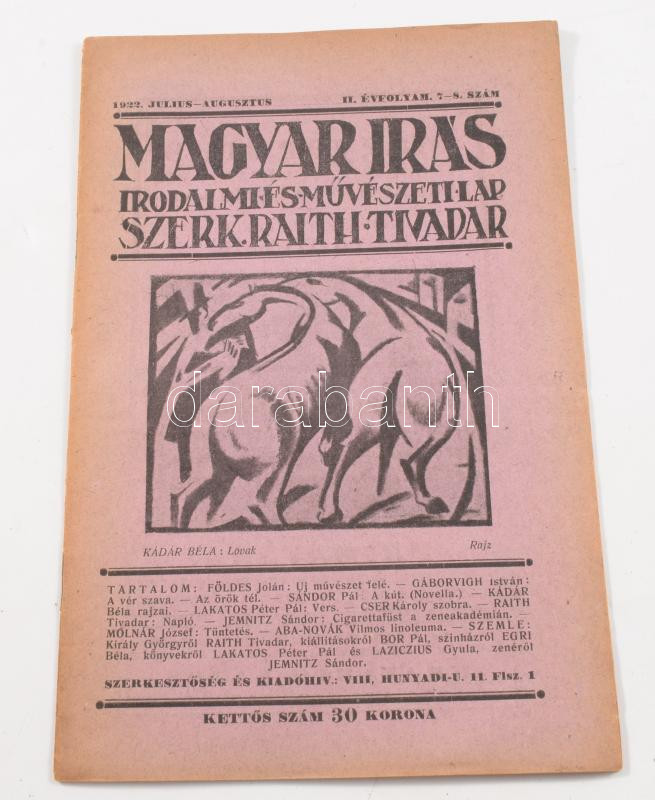 1922. JULIUS—AUGUSZTUS II. ÉVFOLYAM. 7—8. SZÁM
MAGYAR IRÁS
IRODALMI·ÉS·MŰVÉSZETI·LAP
SZERK. RAITH·TIVADAR
darabanth
KÁDÁR BÉLA: Lovak Rajz
TARTALOM: FÖLDES Jolán: Uj művészet felé. — GÁBORVIGH István:
A vér szava. — Az örök tél. — SÁNDOR Pál: A kút. (Novella.) — KÁDÁR
Béla rajzai. — LAKATOS Péter Pál: Vers. — CSER Károly szobra. — RAITH
Tivadar: Napló. — JEMNITZ Sándor: Cigarettafüst a zeneakadémián. —
MOLNÁR József: Tüntetés. — ABA-NOVÁK Vilmos linoleuma. — SZEMLE:
Király Györgyről RAITH Tivadar, kiállitásokról BOR Pál, szinházról EGRI
Béla, könyvekről LAKATOS Péter Pál és LAZICZIUS Gyula, zenéről
JEMNITZ Sándor.
SZERKESZTŐSÉG ÉS KIADÓHIV.: VIII, HUNYADI-U. 11. Flsz. 1
KETTŐS SZÁM 30 KORONA